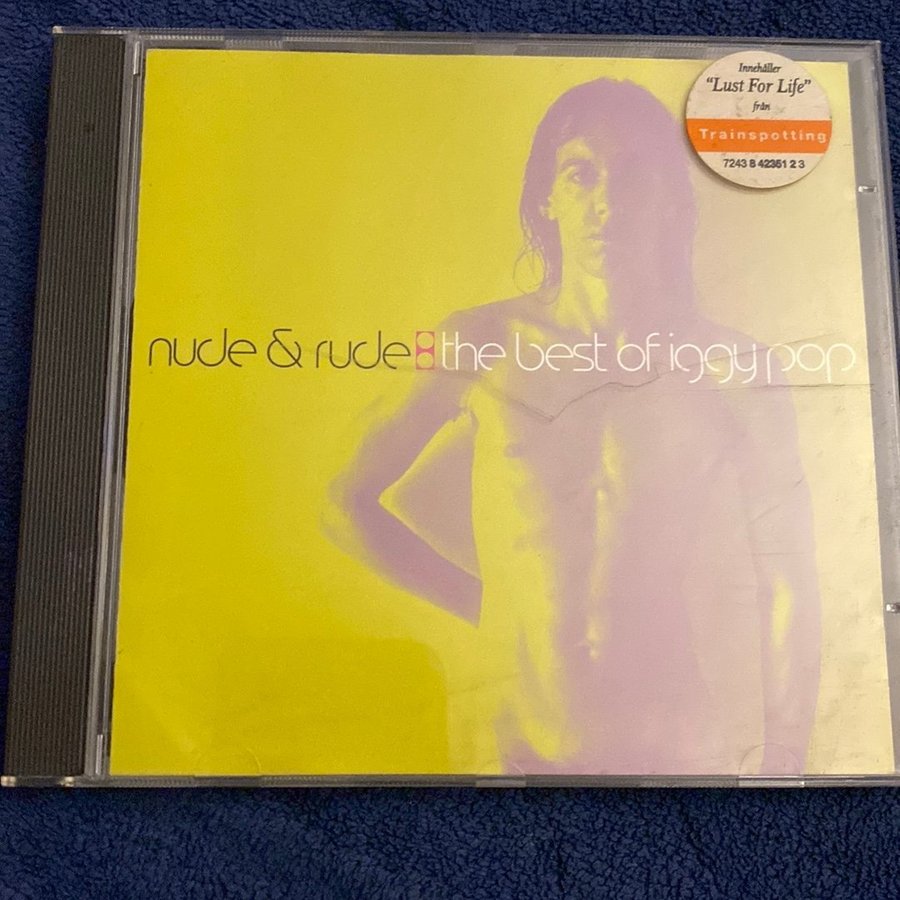 Innehåller
"Lust For Life"
från
Trainspotting
7243 8 42351 2 3
nude & rude:the best of iggy pop